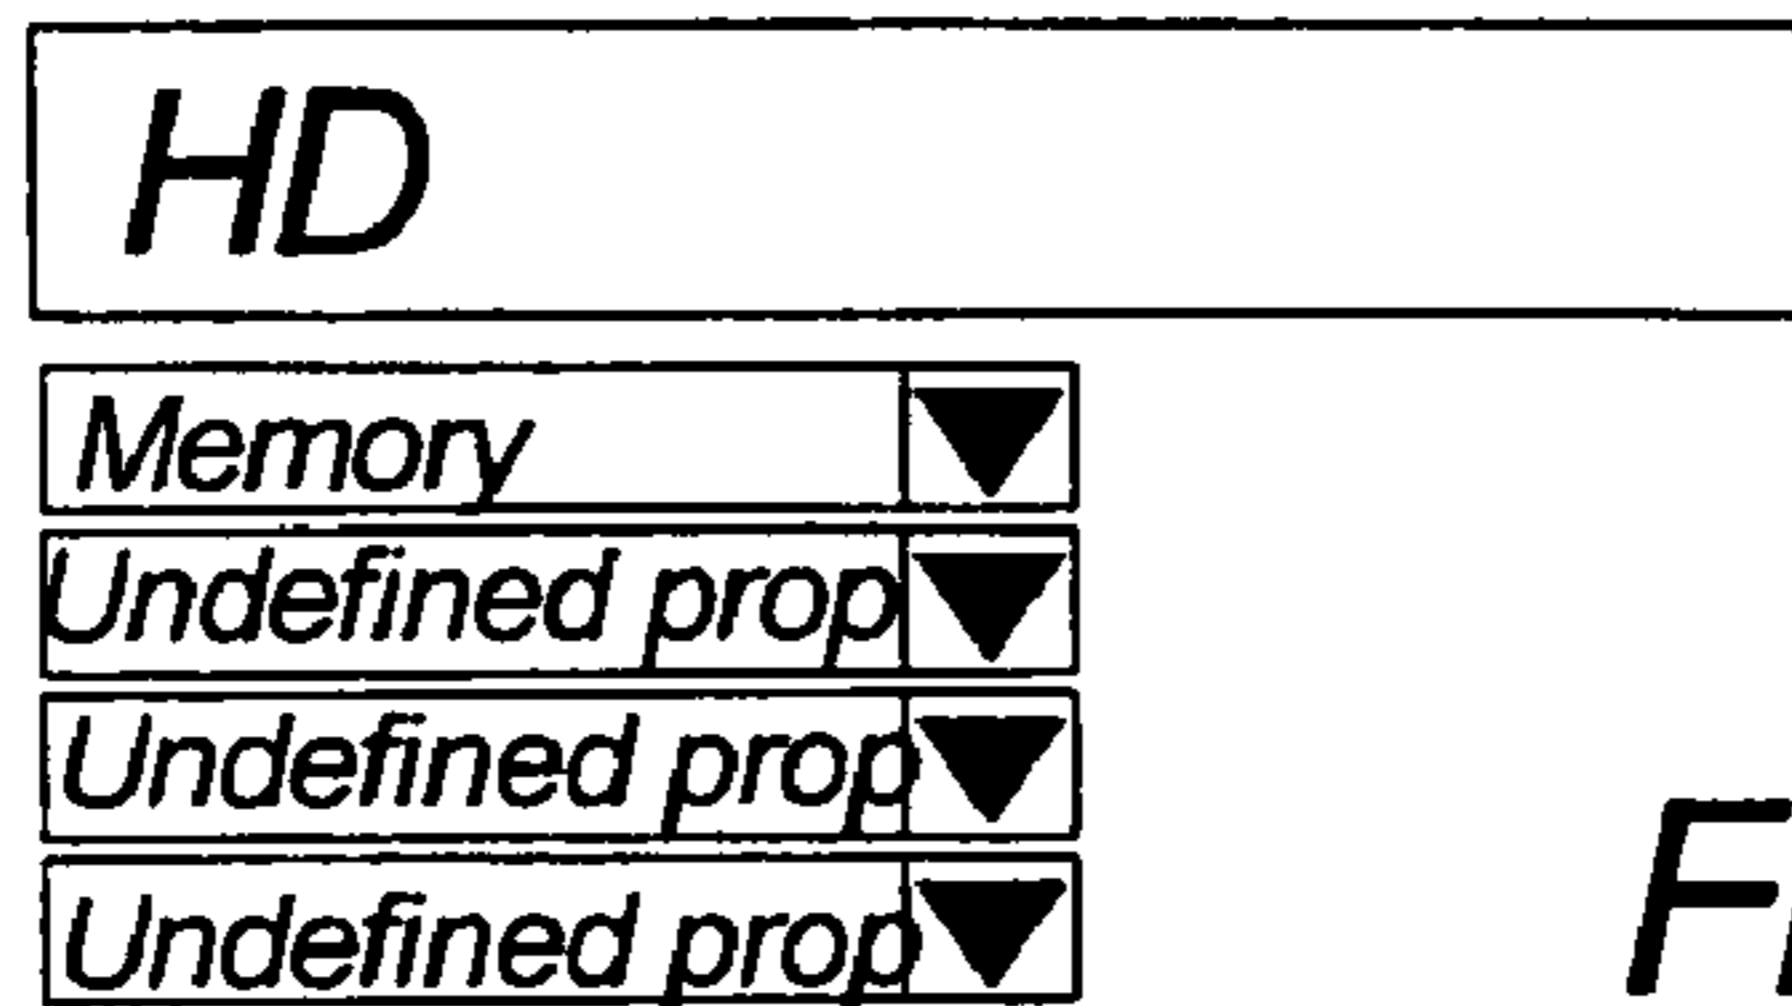 HD
Memory
Undefined prop
Undefined prop
Undefined prop